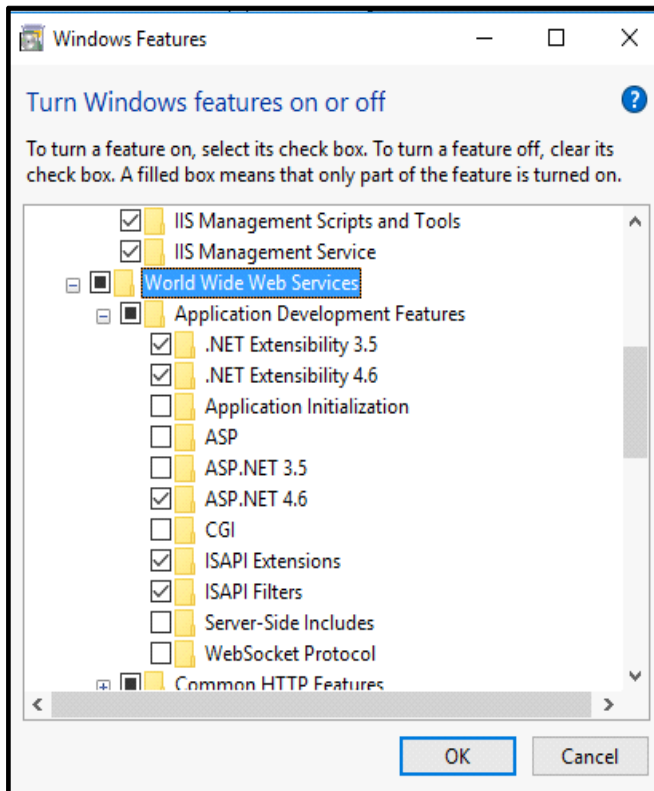 Windows Features
Turn Windows features on or off
?
To turn a feature on, select its check box. To turn a feature off, clear its
check box. A filled box means that only part of the feature is turned on.
IIS Management Scripts and Tools
IIS Management Service
World Wide Web Services
Application Development Features
.NET Extensibility 3.5
.NET Extensibility 4.6
Application Initialization
ASP
ASP.NET 3.5
ASP.NET 4.6
CGI
ISAPI Extensions
ISAPI Filters
Server-Side Includes
WebSocket Protocol
Common HTTP Features
OK Cancel